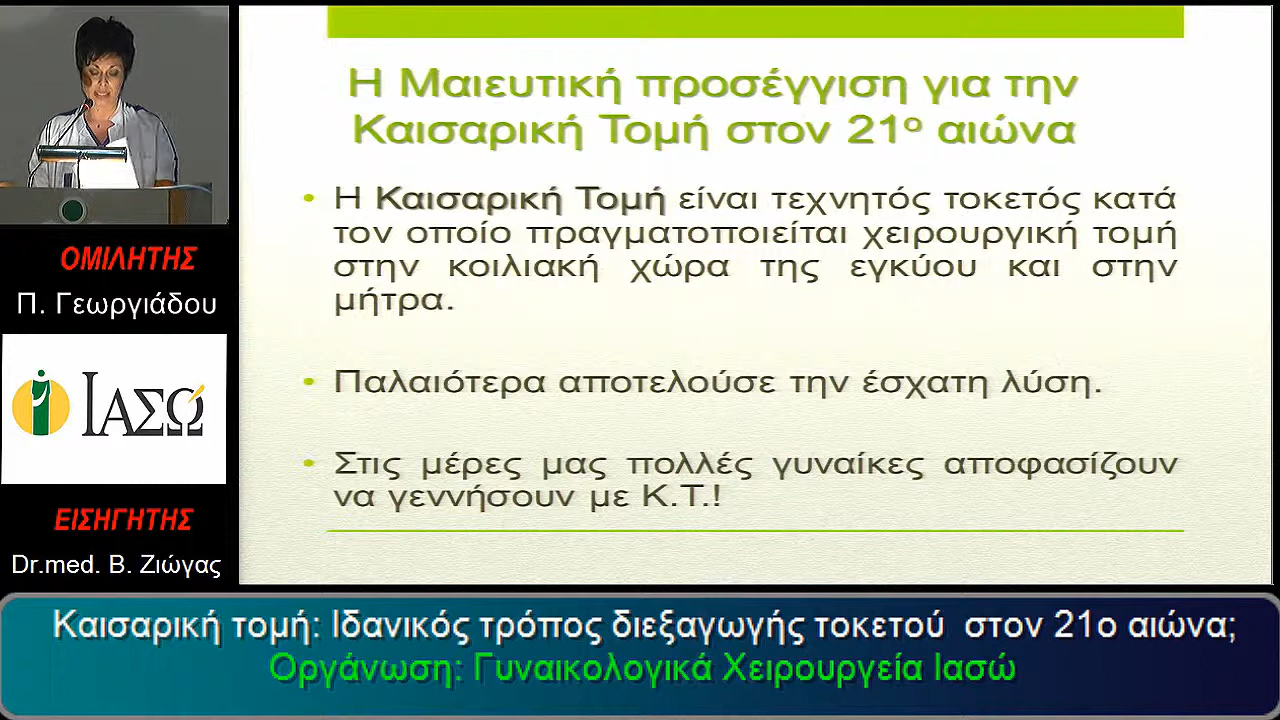 Η Μαιευτική προσέγγιση για την
Καισαρική Τομή στον 21ο αιώνα
• Η Καισαρική Τομή είναι τεχνητός τοκετός κατά
τον οποίο πραγματοποιείται χειρουργική τομή
στην κοιλιακή χώρα της εγκύου και στην
μήτρα.
• Παλαιότερα αποτελούσε την έσχατη λύση.
• Στις μέρες μας πολλές γυναίκες αποφασίζουν
να γεννήσουν με Κ.Τ.!
ΟΜΙΛΗΤΗΣ
Π. Γεωργιάδου
ΙΑΣΩ
ΕΙΣΗΓΗΤΗΣ
Dr.med. Β. Ζιώγας
Καισαρική τομή: Ιδανικός τρόπος διεξαγωγής τοκετού στον 21ο αιώνα;
Οργάνωση: Γυναικολογικά Χειρουργεία Ιασώ